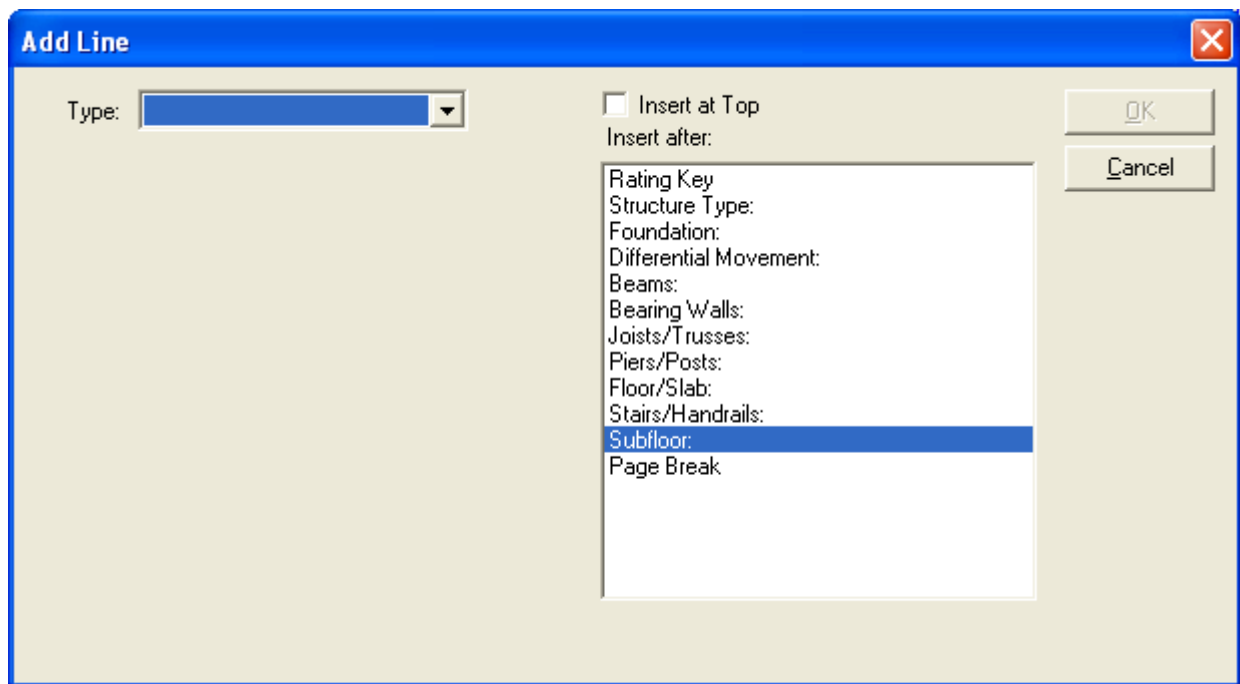 Add Line
Type:
Insert at Top
Insert after:
Rating Key
Structure Type:
Foundation:
Differential Movement:
Beams:
Bearing Walls:
Joists/Trusses:
Piers/Posts:
Floor/Slab:
Stairs/Handrails:
Subfloor:
Page Break
OK
Cancel